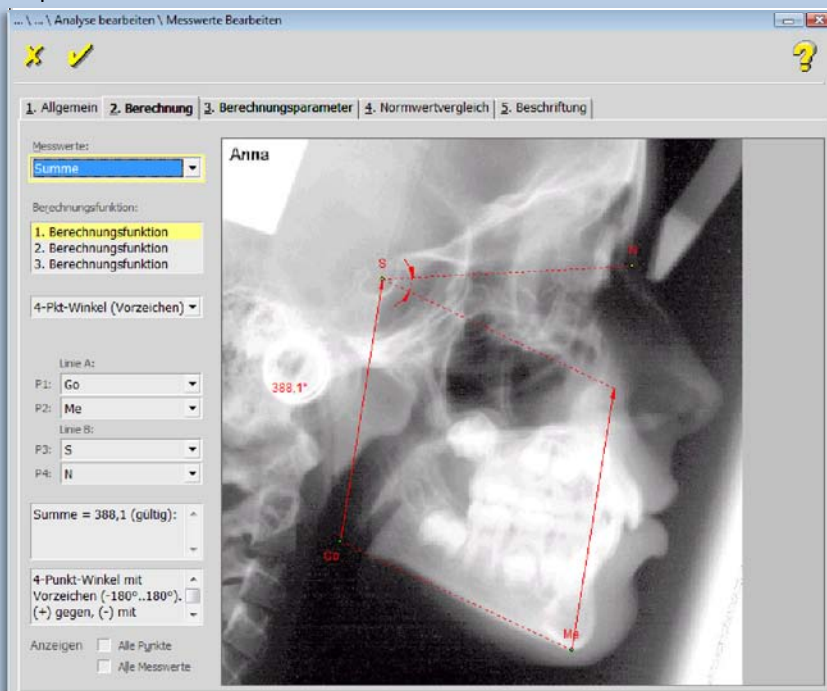 ... \ ... \ Analyse bearbeiten \ Messwerte Bearbeiten
1. Allgemein 2. Berechnung 3. Berechnungsparameter 4. Normwertvergleich 5. Beschriftung
Messwerte:
Summe
Berechnungsfunktion:
1. Berechnungsfunktion
2. Berechnungsfunktion
3. Berechnungsfunktion
4-Pkt-Winkel (Vorzeichen)
Linie A:
P1: Go
P2: Me
Linie B:
P3: S
P4: N
Summe = 388,1 (gültig):
4-Punkt-Winkel mit
Vorzeichen (-180º..180º).
(+) gegen, (-) mit
Anzeigen Alle Punkte
Alle Messwerte
Anna
S
N
388,1°
Go
Me